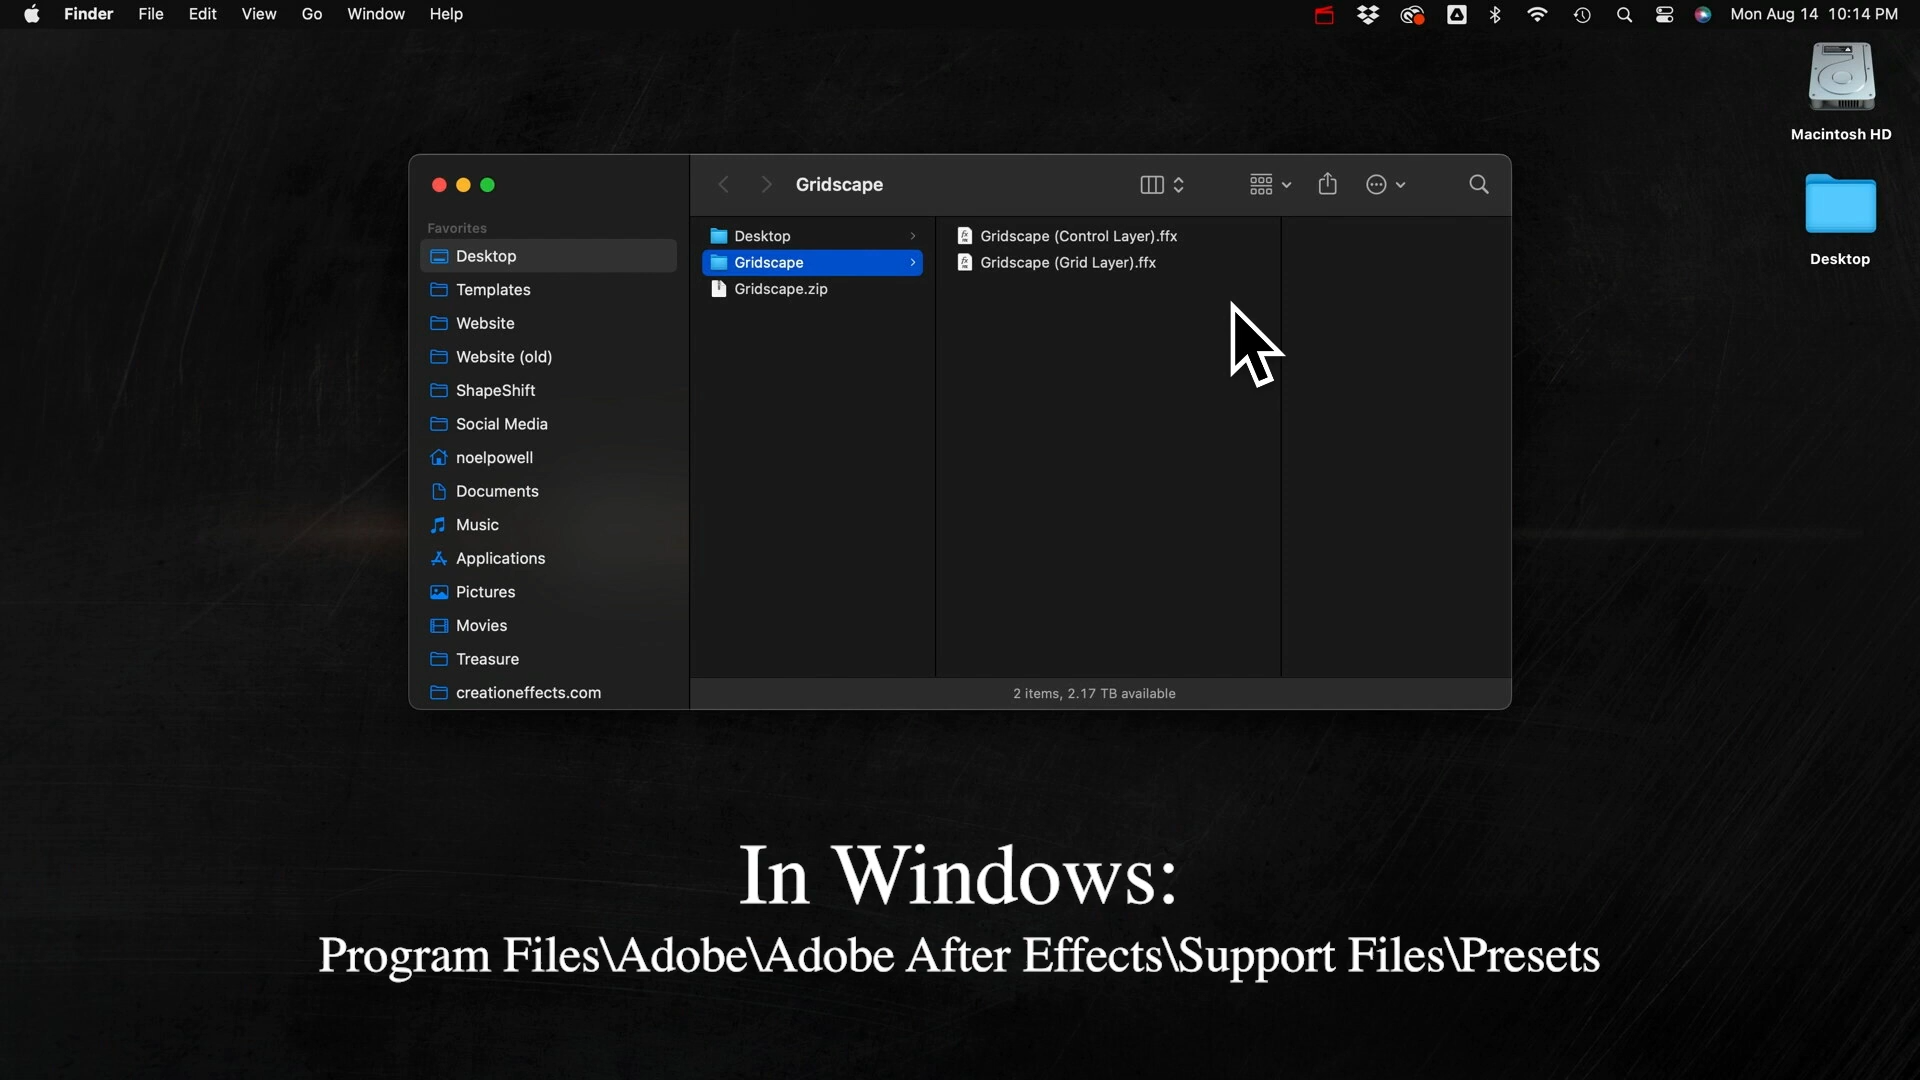 Finder File Edit View Go Window Help Mon Aug 14 10:14 PM
Macintosh HD
Desktop
Gridscape
Favorites
Desktop
Templates
Website
Website (old)
ShapeShift
Social Media
noelpowell
Documents
Music
Applications
Pictures
Movies
Treasure
creationeffects.com
Desktop
Gridscape
Gridscape.zip
Gridscape (Control Layer).ffx
Gridscape (Grid Layer).ffx
2 items, 2.17 TB available
In Windows:
Program Files\Adobe\Adobe After Effects\Support Files\Presets